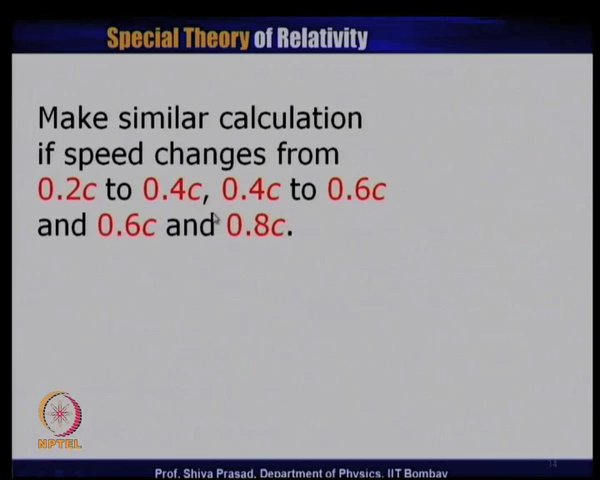 Special Theory of Relativity
Make similar calculation
if speed changes from
0.2c to 0.4c, 0.4c to 0.6c
and 0.6c and 0.8c.
NPTEL
14
Prof. Shiva Prasad, Department of Physics, IIT Bombay